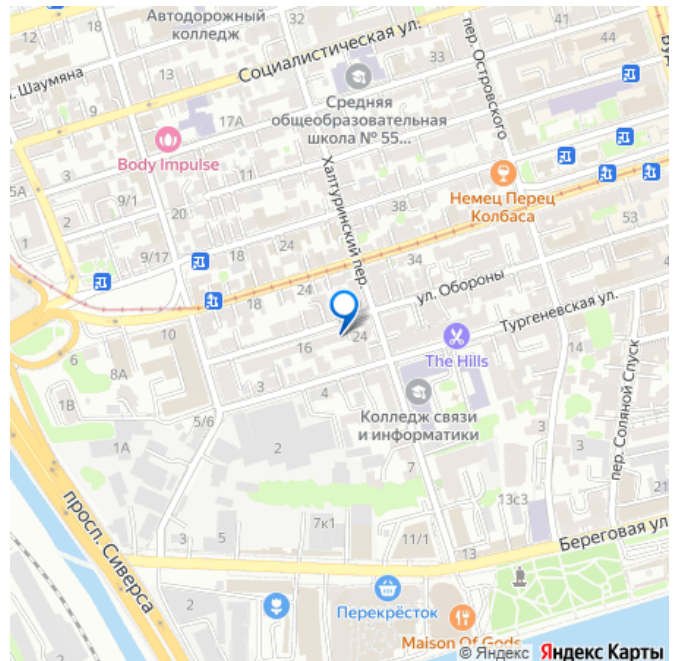 Автодорожный
колледж
32
12
18
44
41
Социалистическая ул.
Шаумяна
33
13
9
Средняя
общеобразовательная
школа № 55...
17А
Body Impulse
пер. Островского
3
5А
11
Халтуринский пер.
Немец Перец
Колбаса
9/1
2
20
38
53
1
9/17
24
34
18
24
ул. Обороны
Тургеневская ул.
10
6
16
24
The Hills
14
8А
3
1В
4
Колледж связи
и информатики
пер. Соляной Спуск
5/6
1А
2
7
21
просп. Сиверса
13с3
7к1
3
5
11/1
13
Береговая ул.
2
Перекрёсток
Maison Of Gods
© Яндекс Яндекс Карты